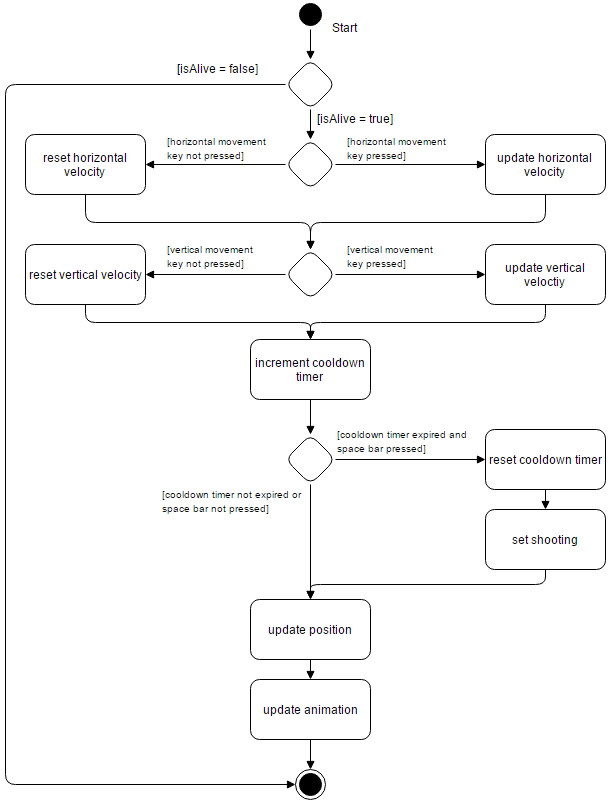 Start
[isAlive = false]
[isAlive = true]
[horizontal movement
key not pressed]
[horizontal movement
key pressed]
reset horizontal
velocity
update horizontal
velocity
[vertical movement
key not pressed]
[vertical movement
key pressed]
reset vertical velocity
update vertical
veloctiy
increment cooldown
timer
[cooldown timer expired and
space bar pressed]
reset cooldown timer
[cooldown timer not expired or
space bar not pressed]
set shooting
update position
update animation